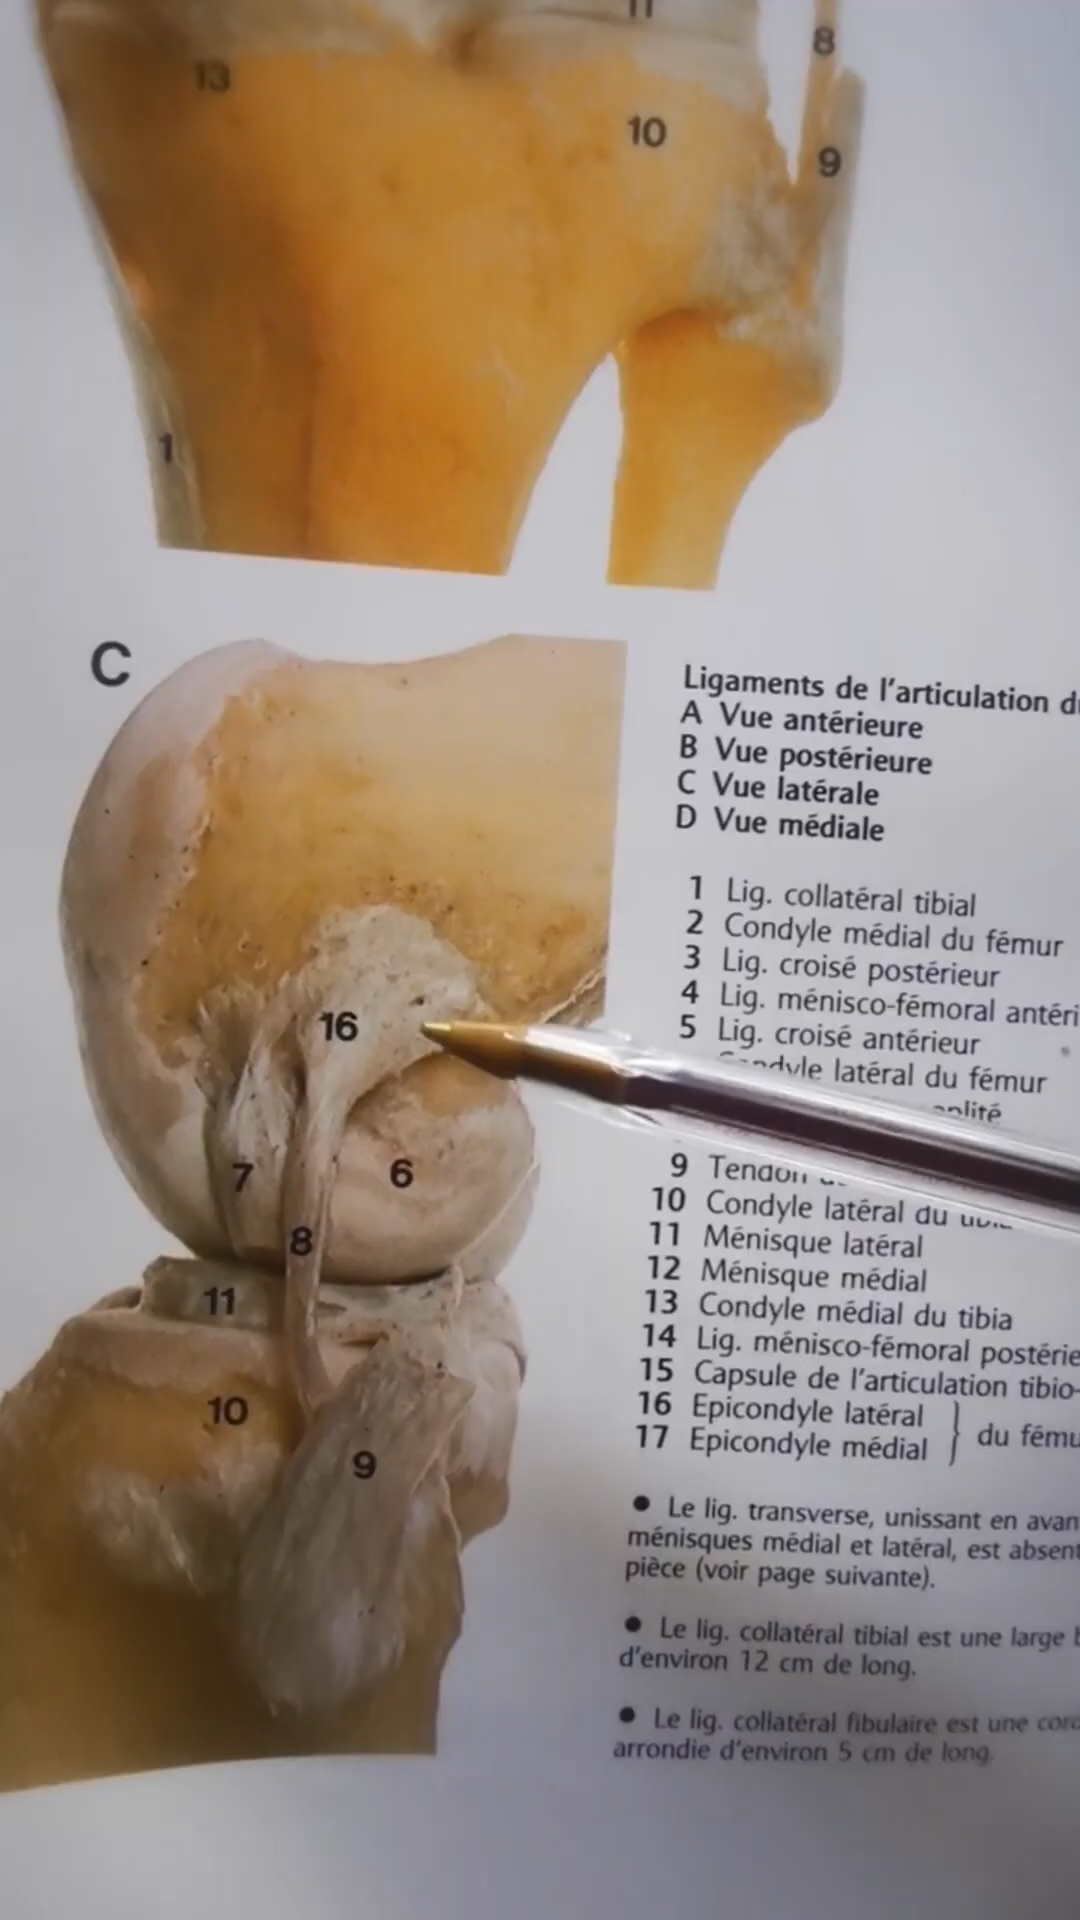 11
8
13
10
9
1
C
16
7
6
8
11
10
9
Ligaments de l'articulation
A Vue antérieure
B Vue postérieure
C Vue latérale
D Vue médiale
1 Lig. collatéral tibial
2 Condyle médial du fémur
3 Lig. croisé postérieur
4 Lig. ménisco-fémoral
5 Lig. croisé antérieur
latéral du fémur
9 Tendon
10 Condyle latéral du
11 Ménisque latéral
12 Ménisque médial
13 Condyle médial du tibia
14 Lig. ménisco-fémoral
15 Capsule de l'articulation tibio-
16 Epicondyle latéral
17 Epicondyle médial
du
● Le lig. transverse, unissant en
ménisques médial et latéral, est
pièce (voir page suivante).
● Le lig. collatéral tibial est une large
d'environ 12 cm de long.
● Le lig. collatéral fibulaire est une
arrondie d'environ 5 cm de long.